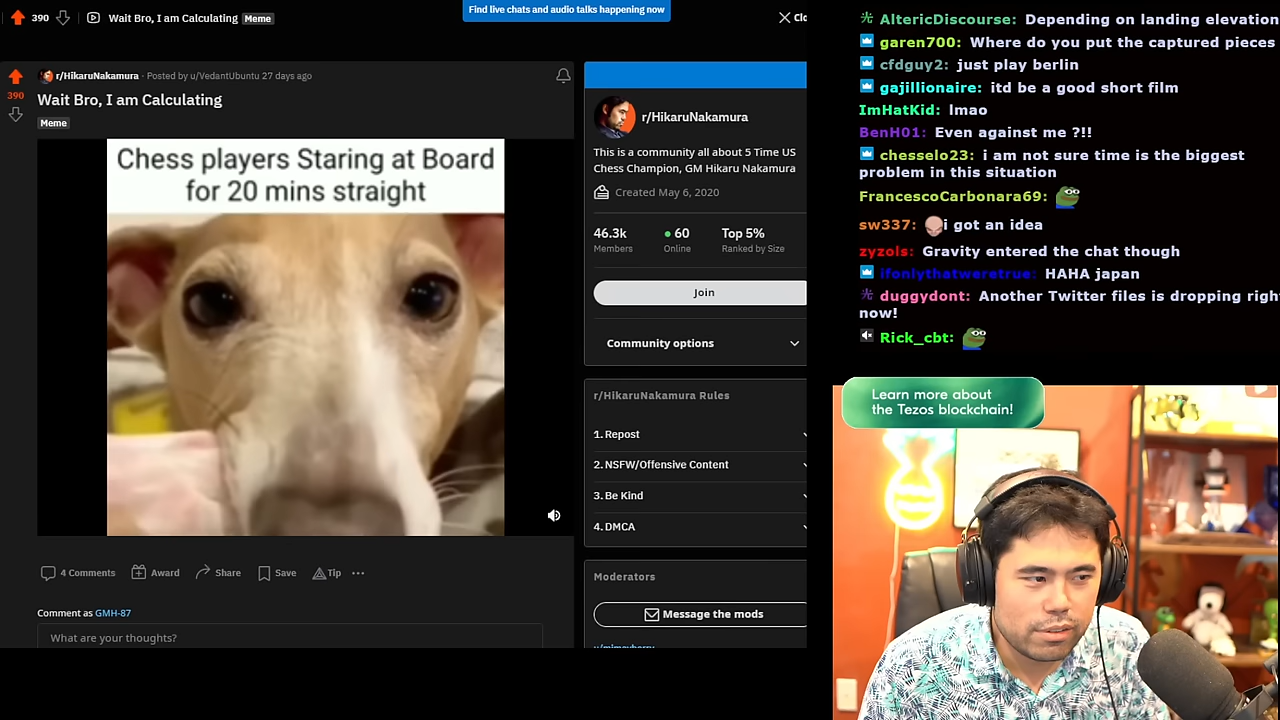 390
Wait Bro, I am Calculating
Meme
Find live chats and audio talks happening now
r/HikaruNakamura · Posted by u/VedantUbuntu 27 days ago
390
Wait Bro, I am Calculating
Meme
Chess players Staring at Board
for 20 mins straight
4 Comments
Award
Share
Save
Tip
Comment as GMH-87
What are your thoughts?
r/HikaruNakamura
This is a community all about 5 Time US
Chess Champion, GM Hikaru Nakamura
Created May 6, 2020
46.3k
60
Top 5%
Members
Online
Ranked by Size
Join
Community options
r/HikaruNakamura Rules
1. Repost
2. NSFW/Offensive Content
3. Be Kind
4. DMCA
Moderators
Message the mods
AltericDiscourse: Depending on landing elevation
garen700: Where do you put the captured pieces
cfdguy2: just play berlin
gajillionaire: itd be a good short film
ImHatKid: lmao
BenH01: Even against me ?!!
chesselo23: i am not sure time is the biggest
problem in this situation
FrancescoCarbonara69:
sw337: i got an idea
zyzols: Gravity entered the chat though
ifonlythatweretrue: HAHA japan
duggydont: Another Twitter files is dropping right
now!
Rick_cbt:
Learn more about
the Tezos blockchain!